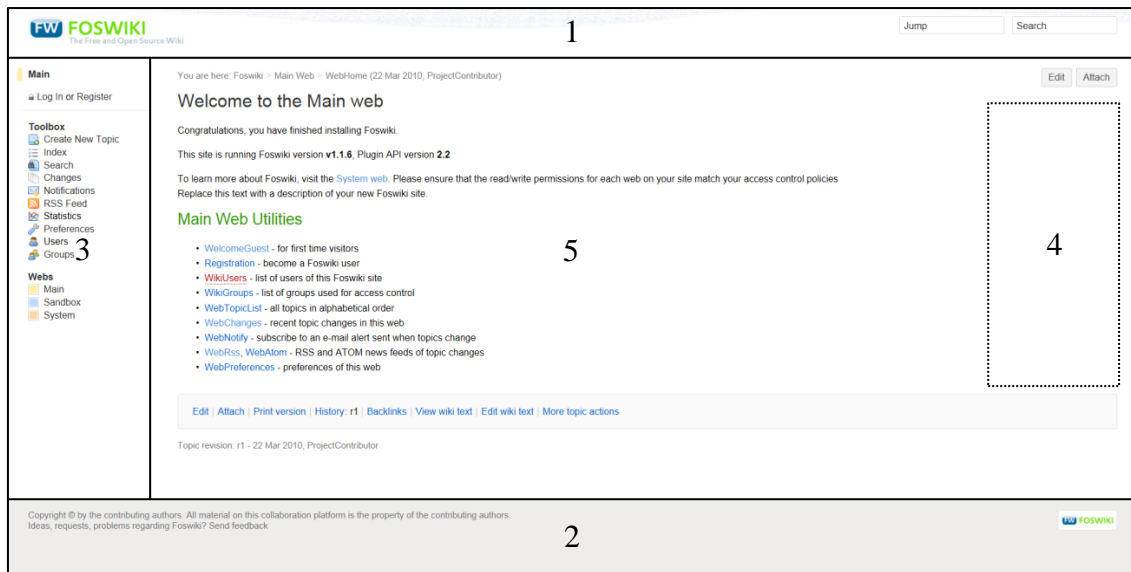 FW FOSWIKI
The Free and Open Source Wiki
1
Jump
Search
Main
Log In or Register
Toolbox
Create New Topic
Index
Search
Changes
Notifications
RSS Feed
Statistics
Preferences
Users
Groups
3
Webs
Main
Sandbox
System
You are here: Foswiki > Main Web > WebHome (22 Mar 2010, ProjectContributor)
Edit
Attach
Welcome to the Main web
Congratulations, you have finished installing Foswiki.
This site is running Foswiki version v1.1.6, Plugin API version 2.2
To learn more about Foswiki, visit the System web. Please ensure that the read/write permissions for each web on your site match your access control policies
Replace this text with a description of your new Foswiki site.
Main Web Utilities
• WelcomeGuest - for first time visitors
• Registration - become a Foswiki user
• WikiUsers - list of users of this Foswiki site
• WikiGroups - list of groups used for access control
• WebTopicList - all topics in alphabetical order
• WebChanges - recent topic changes in this web
• WebNotify - subscribe to an e-mail alert sent when topics change
• WebRss, WebAtom - RSS and ATOM news feeds of topic changes
• WebPreferences - preferences of this web
5
4
Edit | Attach | Print version | History: r1 | Backlinks | View wiki text | Edit wiki text | More topic actions
Topic revision: r1 - 22 Mar 2010, ProjectContributor
Copyright © by the contributing authors. All material on this collaboration platform is the property of the contributing authors.
Ideas, requests, problems regarding Foswiki? Send feedback
2
FW FOSWIKI